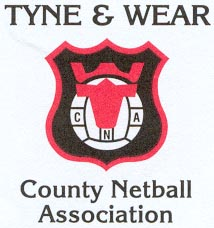 TYNE & WEAR
C N A
County Netball
Association